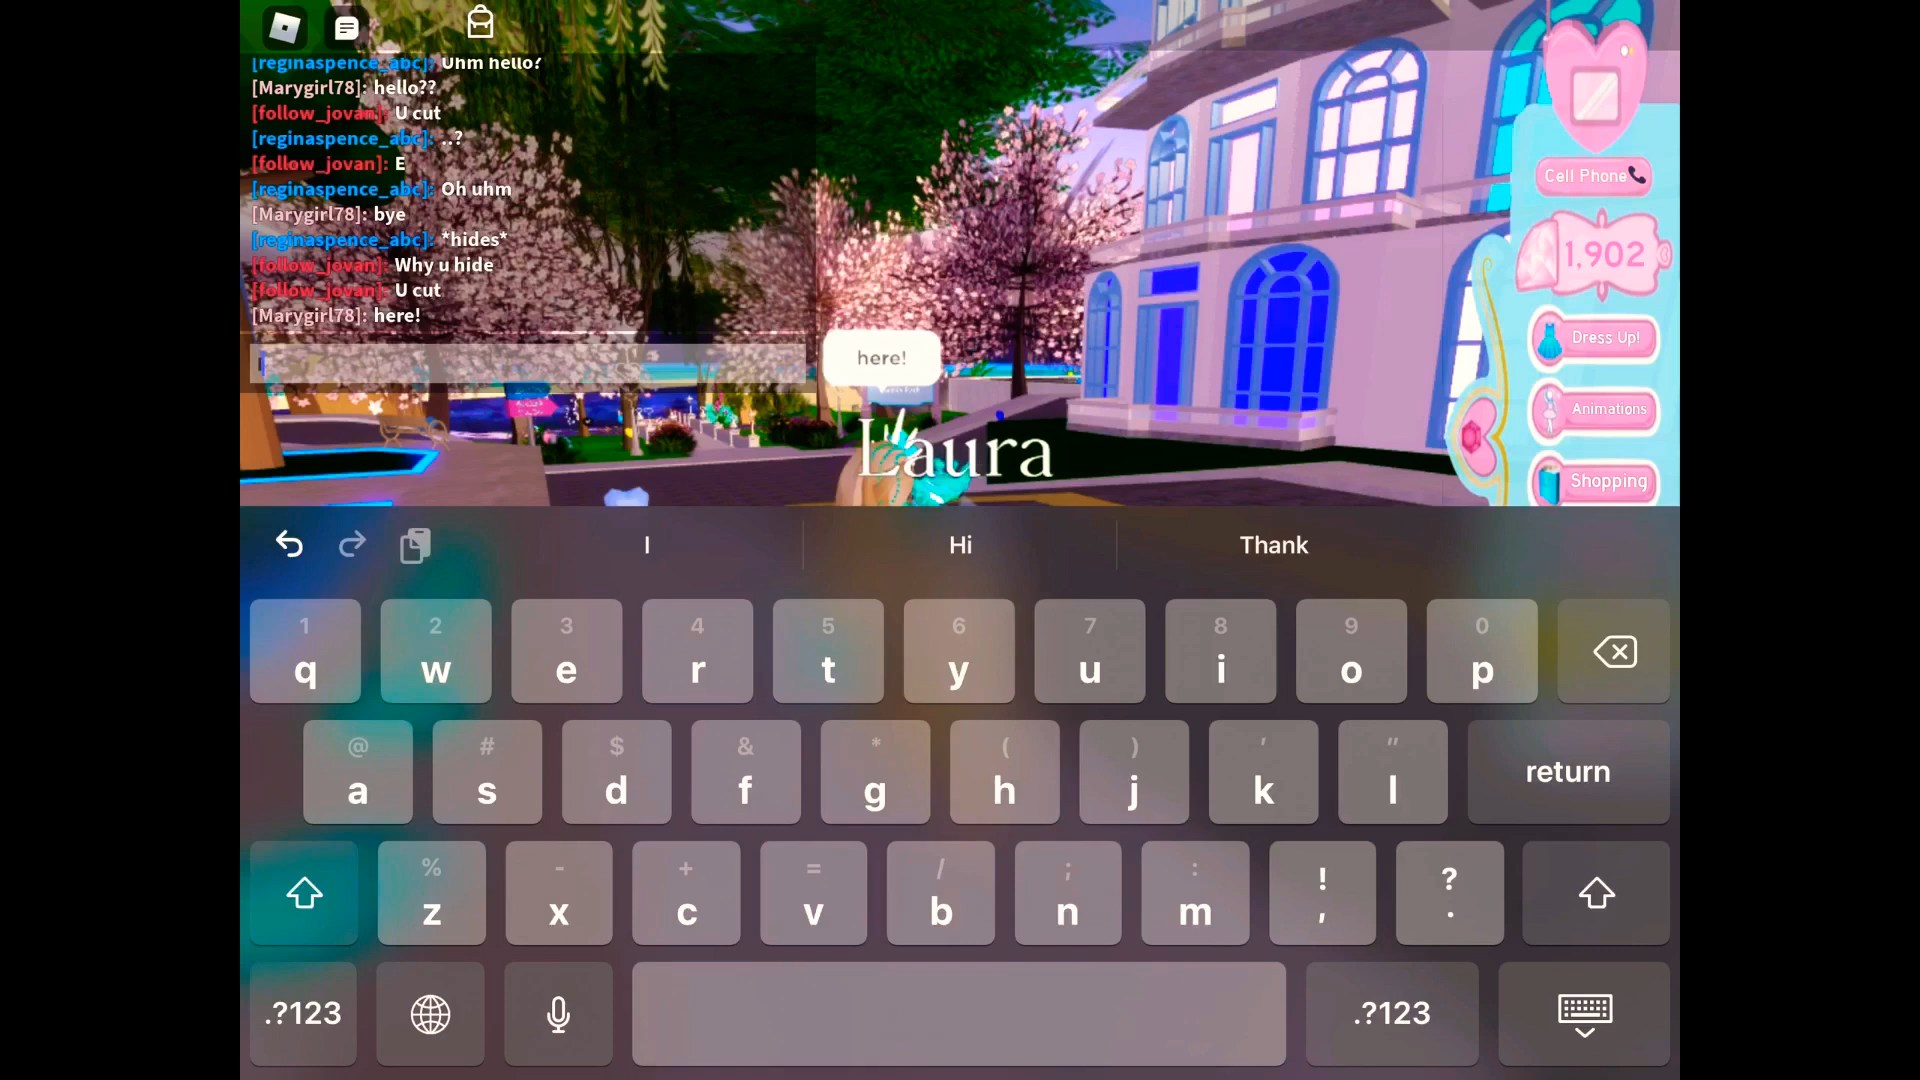 [reginaspence_abc]: Uhm hello?
[Marygirl78]: hello??
[follow_jovan]: U cut
[reginaspence_abc]: ..?
[follow_jovan]: E
[reginaspence_abc]: Oh uhm
[Marygirl78]: bye
[reginaspence_abc]: *hides*
[follow_jovan]: Why u hide
[follow_jovan]: U cut
[Marygirl78]: here!
here!
Laura
Cell Phone
1,902
Dress Up!
Animations
Shopping
I Hi Thank
1 2 3 4 5 6 7 8 9 0
q w e r t y u i o p
@ # $ & * ( ) ' "
a s d f g h j k l return
% - + = / ; : ! ?
z x c v b n m , .
.?123 .?123